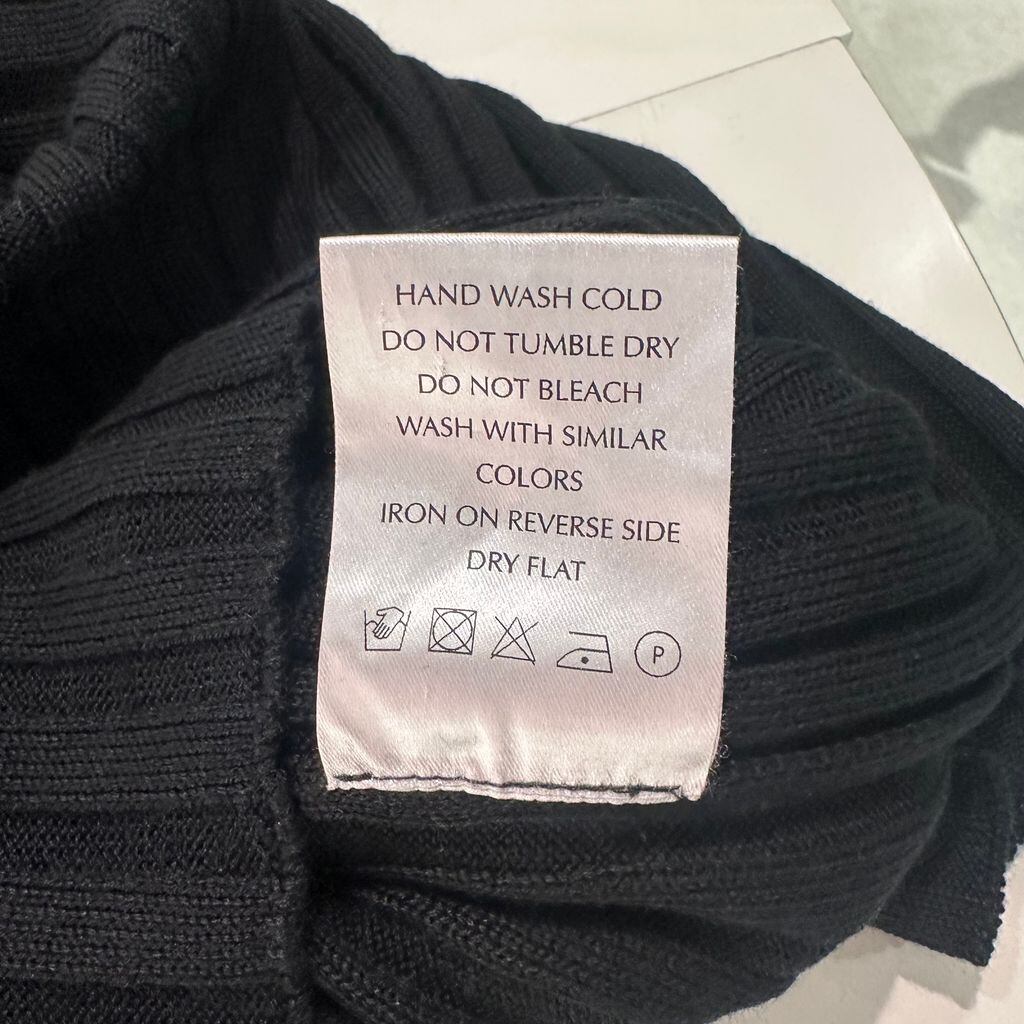 HAND WASH COLD
DO NOT TUMBLE DRY
DO NOT BLEACH
WASH WITH SIMILAR
COLORS
IRON ON REVERSE SIDE
DRY FLAT
P